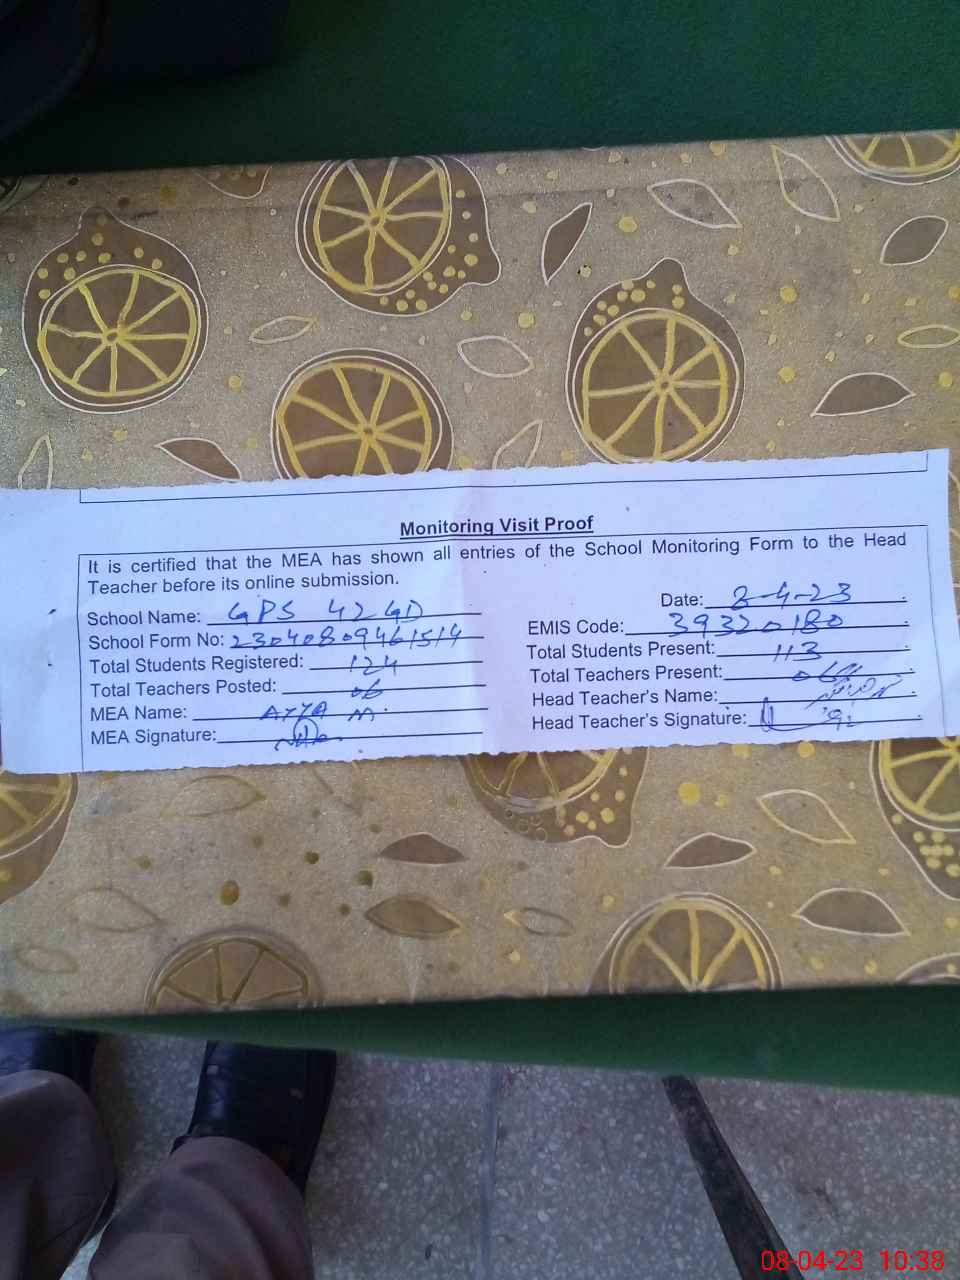 Monitoring Visit Proof
It is certified that the MEA has shown all entries of the School Monitoring Form to the Head
Teacher before its online submission.
Date: 8-4-23
School Name: GPS 42 GD
EMIS Code: 39320180
School Form No: 23040809461514
Total Students Present: 113
Total Students Registered: 124
Total Teachers Present: 06
Total Teachers Posted: 06
Head Teacher's Name:
MEA Name:
Head Teacher's Signature:
MEA Signature:
08-04-23 10:38